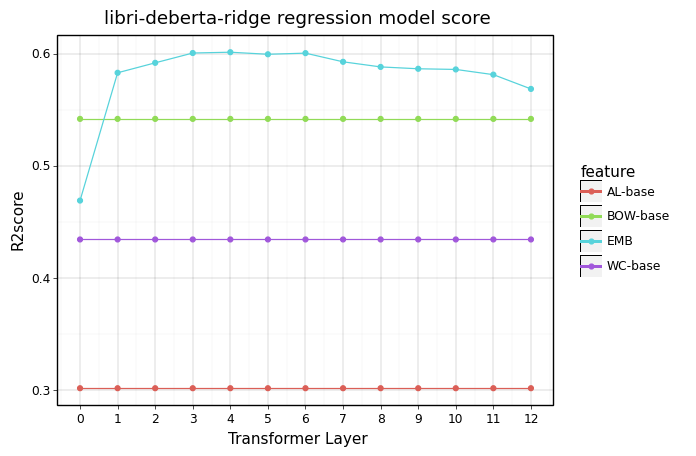 libri-deberta-ridge regression model score
0.6
0.5
0.4
0.3
R2score
0 1 2 3 4 5 6 7 8 9 10 11 12
Transformer Layer
feature
AL-base
BOW-base
EMB
WC-base